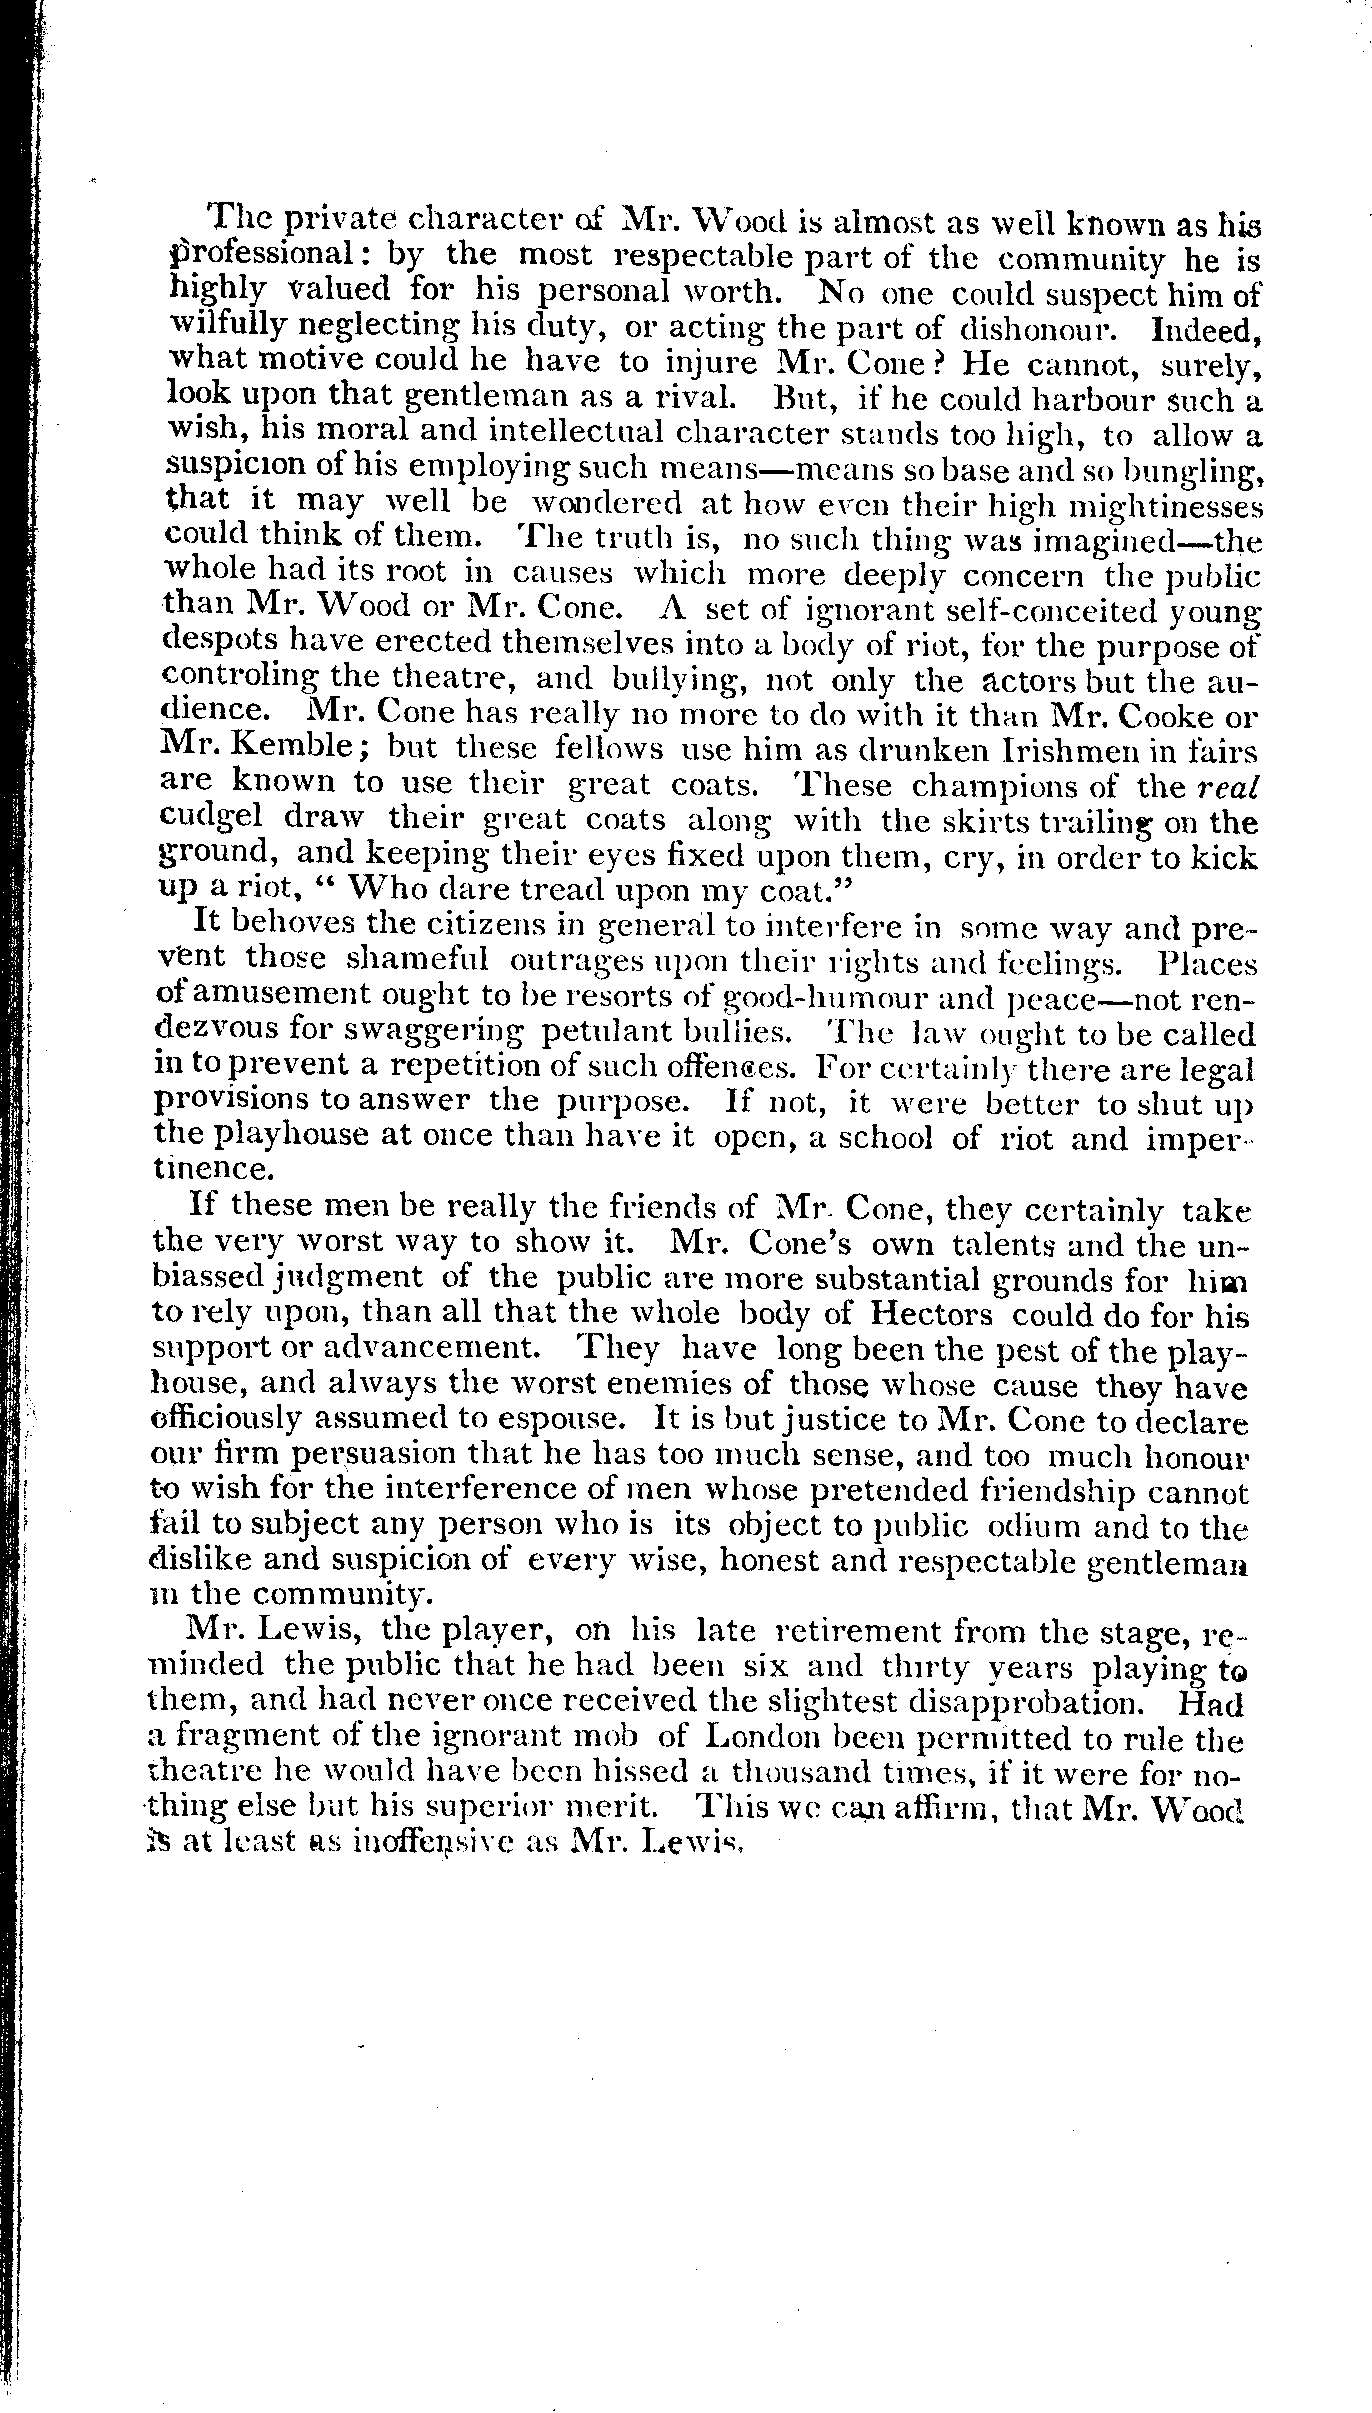 The private character of Mr. Wood is almost as well known as his
professional: by the most respectable part of the community he is
highly valued for his personal worth. No one could suspect him of
wilfully neglecting his duty, or acting the part of dishonour. Indeed,
what motive could he have to injure Mr. Cone? He cannot, surely,
look upon that gentleman as a rival. But, if he could harbour such a
wish, his moral and intellectual character stands too high, to allow a
suspicion of his employing such means—means so base and so bungling,
that it may well be wondered at how even their high mightinesses
could think of them. The truth is, no such thing was imagined—the
whole had its root in causes which more deeply concern the public
than Mr. Wood or Mr. Cone. A set of ignorant self-conceited young
despots have erected themselves into a body of riot, for the purpose of
controling the theatre, and bullying, not only the actors but the au-
dience. Mr. Cone has really no more to do with it than Mr. Cooke or
Mr. Kemble; but these fellows use him as drunken Irishmen in fairs
are known to use their great coats. These champions of the real
cudgel draw their great coats along with the skirts trailing on the
ground, and keeping their eyes fixed upon them, cry, in order to kick
up a riot, “ Who dare tread upon my coat.”
It behoves the citizens in general to interfere in some way and pre-
vent those shameful outrages upon their rights and feelings. Places
of amusement ought to be resorts of good-humour and peace—not ren-
dezvous for swaggering petulant bullies. The law ought to be called
in to prevent a repetition of such offences. For certainly there are legal
provisions to answer the purpose. If not, it were better to shut up
the playhouse at once than have it open, a school of riot and imper-
tinence.
If these men be really the friends of Mr. Cone, they certainly take
the very worst way to show it. Mr. Cone's own talents and the un-
biassed judgment of the public are more substantial grounds for him
to rely upon, than all that the whole body of Hectors could do for his
support or advancement. They have long been the pest of the play-
house, and always the worst enemies of those whose cause they have
officiously assumed to espouse. It is but justice to Mr. Cone to declare
our firm persuasion that he has too much sense, and too much honour
to wish for the interference of men whose pretended friendship cannot
fail to subject any person who is its object to public odium and to the
dislike and suspicion of every wise, honest and respectable gentleman
in the community.
Mr. Lewis, the player, on his late retirement from the stage, re-
minded the public that he had been six and thirty years playing to
them, and had never once received the slightest disapprobation. Had
a fragment of the ignorant mob of London been permitted to rule the
theatre he would have been hissed a thousand times, if it were for no-
thing else but his superior merit. This we can affirm, that Mr. Wood
is at least as inoffensive as Mr. Lewis.